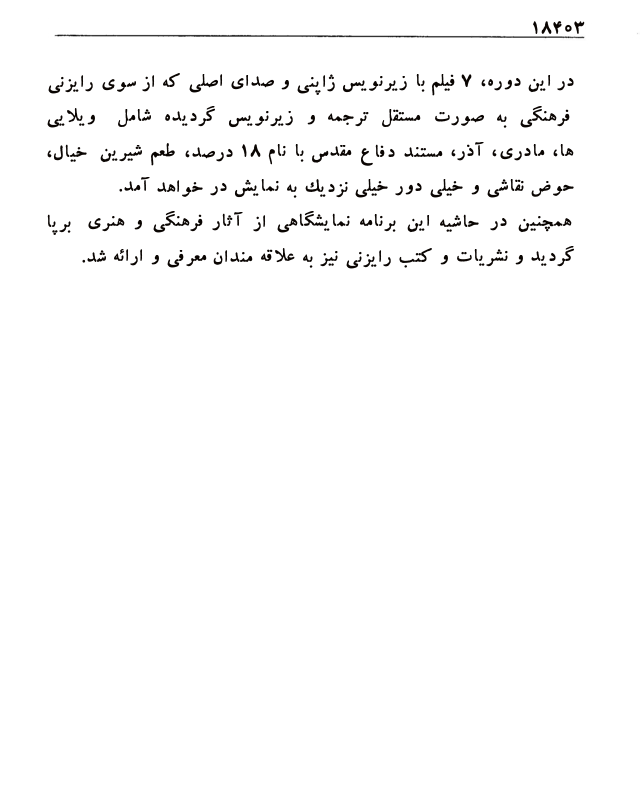 ۱۸۴۰۳
در این دوره، ۷ فیلم با زیرنویس ژاپنی و صدای اصلی که از سوی رایزنی
فرهنگی به صورت مستقل ترجمه و زیرنویس گردیده شامل ویلایی
ها، مادری، آذر، مستند دفاع مقدس با نام ۱۸ درصد، طعم شیرین خیال،
حوض نقاشی و خیلی دور خیلی نزدیك به نمایش در خواهد آمد.
همچنین در حاشیه این برنامه نمایشگاهی از آثار فرهنگی و هنری برپا
گردید و نشریات و کتب رایزنی نیز به علاقه مندان معرفی و ارائه شد.